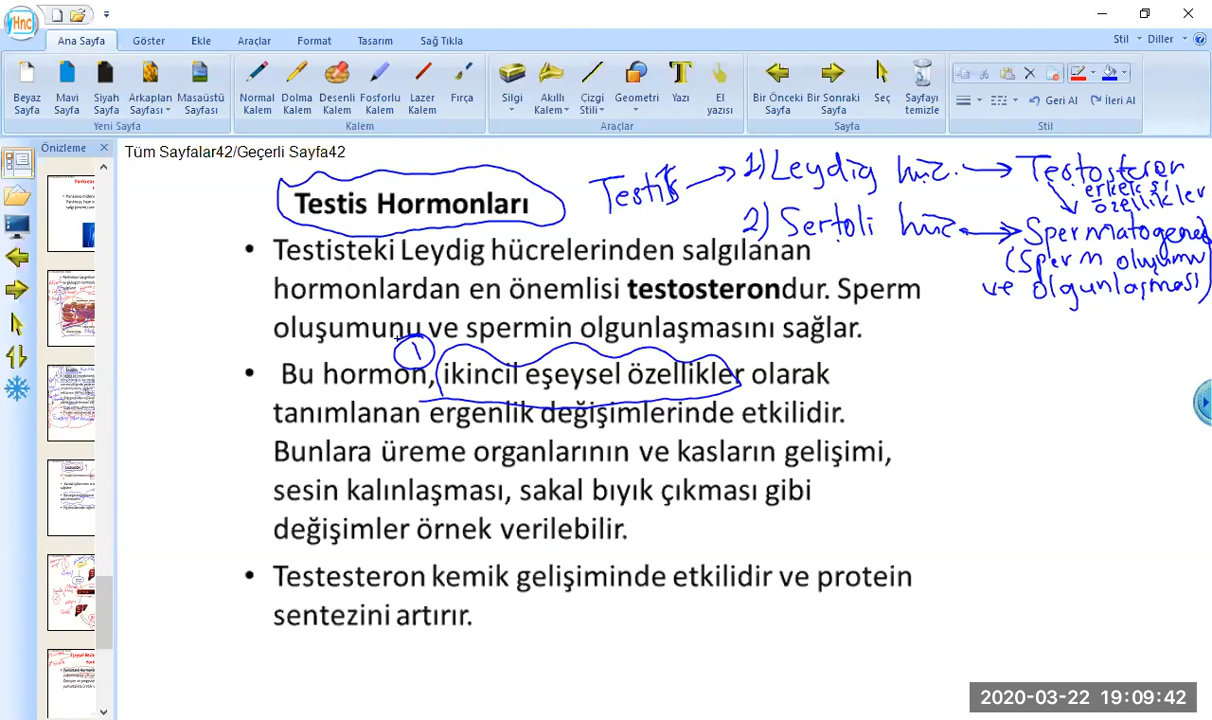 Hnc
Ana Sayfa Göster Ekle Araçlar Format Tasarım Sağ Tıkla
Stil Diller
Beyaz Sayfa
Mavi Sayfa
Siyah Sayfa
Arkaplan Sayfası
Masaüstü Sayfası
Normal Kalem
Dolma Kalem
Desenli Kalem
Fosforlu Kalem
Lazer Kalem
Fırça
Silgi
Akıllı Kalem
Çizgi Stili
Geometri
Yazı
El yazısı
Bir Önceki Sayfa
Bir Sonraki Sayfa
Seç
Sayfayı temizle
Geri Al
İleri Al
Yeni Sayfa Kalem Araçlar Sayfa Stil
Önizleme
Tüm Sayfalar42/Geçerli Sayfa42
Testis Hormonları
Testis
1) Leydig hüc. Testosteron
erkeksi
özellikler
2) Sertoli hüc
(Sperm oluşumu
ve olgunlaşması)
• Testisteki Leydig hücrelerinden salgılanan
hormonlardan en önemlisi testosterondur. Sperm
oluşumunu ve spermin olgunlaşmasını sağlar.
1
• Bu hormon, ikincil eşeysel özellikler olarak
tanımlanan ergenlik değişimlerinde etkilidir.
Bunlara üreme organlarının ve kasların gelişimi,
sesin kalınlaşması, sakal bıyık çıkması gibi
değişimler örnek verilebilir.
• Testesteron kemik gelişiminde etkilidir ve protein
sentezini artırır.
2020-03-22 19:09:42